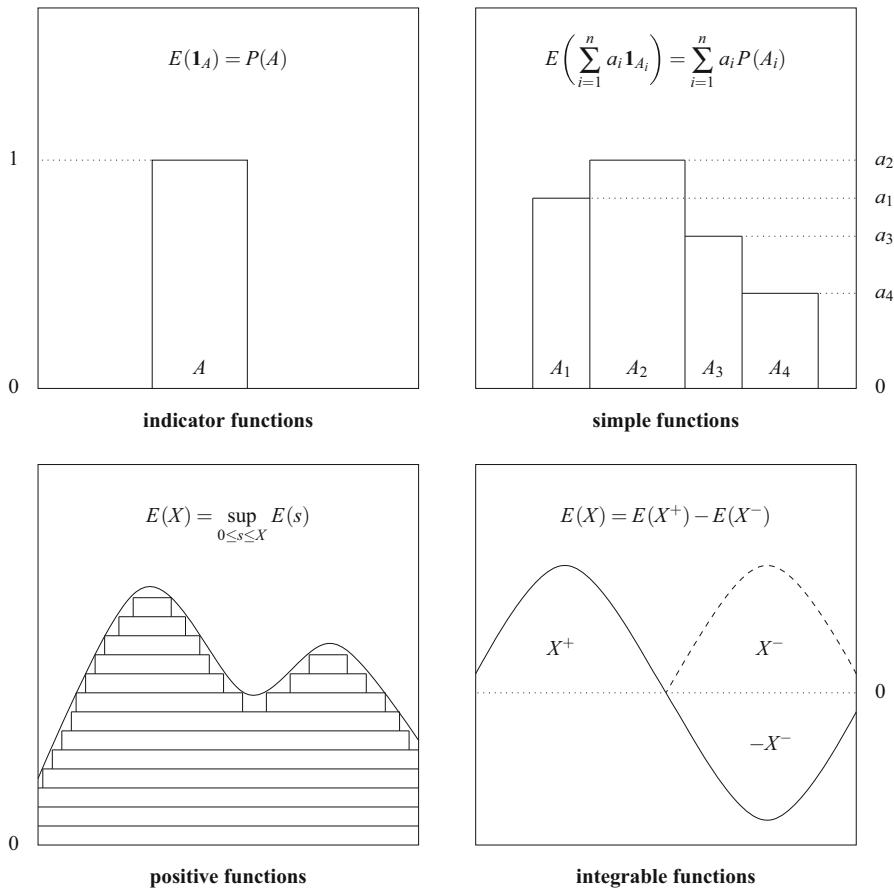 E(𝟏_A) = P(A)
1
A
0
indicator functions
E(∑_{i=1}^{n} a_i 𝟏_{A_i}) = ∑_{i=1}^{n} a_i P(A_i)
a_2
a_1
a_3
a_4
A_1 A_2 A_3 A_4
0
simple functions
E(X) = sup_{0≤s≤X} E(s)
0
positive functions
E(X) = E(X^+) − E(X^−)
X^+ X^−
0
−X^−
integrable functions